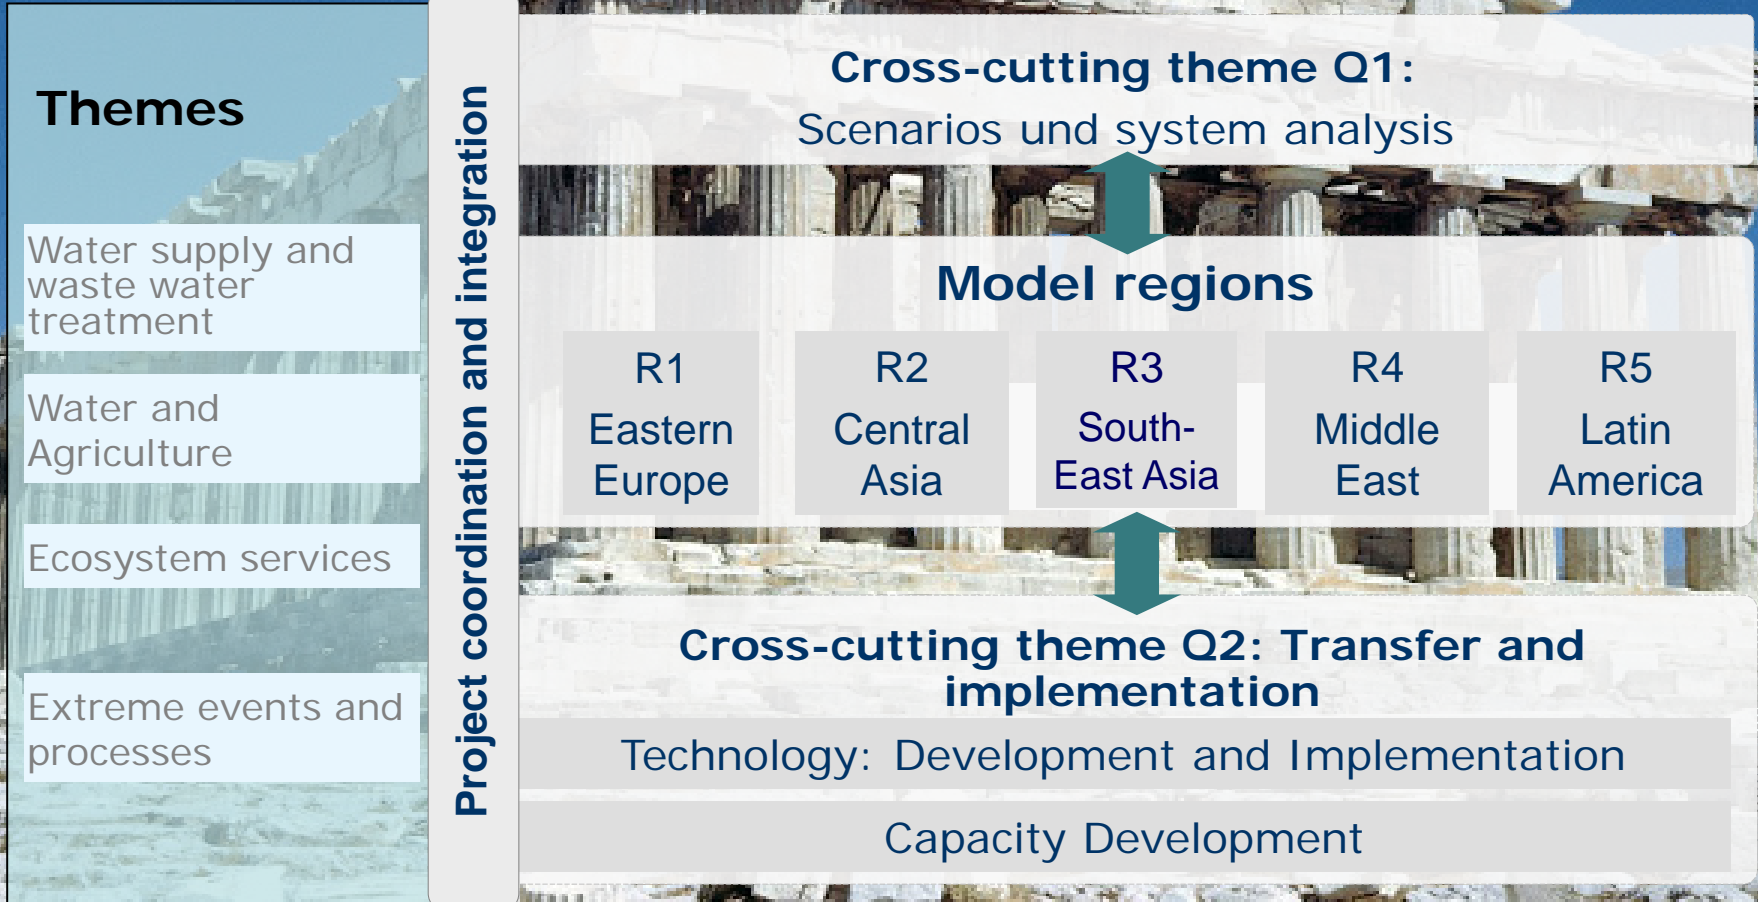 Themes
Water supply and
waste water
treatment
Water and
Agriculture
Ecosystem services
Extreme events and
processes
Project coordination and integration
Cross-cutting theme Q1:
Scenarios und system analysis
Model regions
R1
Eastern
Europe
R2
Central
Asia
R3
South-
East Asia
R4
Middle
East
R5
Latin
America
Cross-cutting theme Q2: Transfer and
implementation
Technology: Development and Implementation
Capacity Development